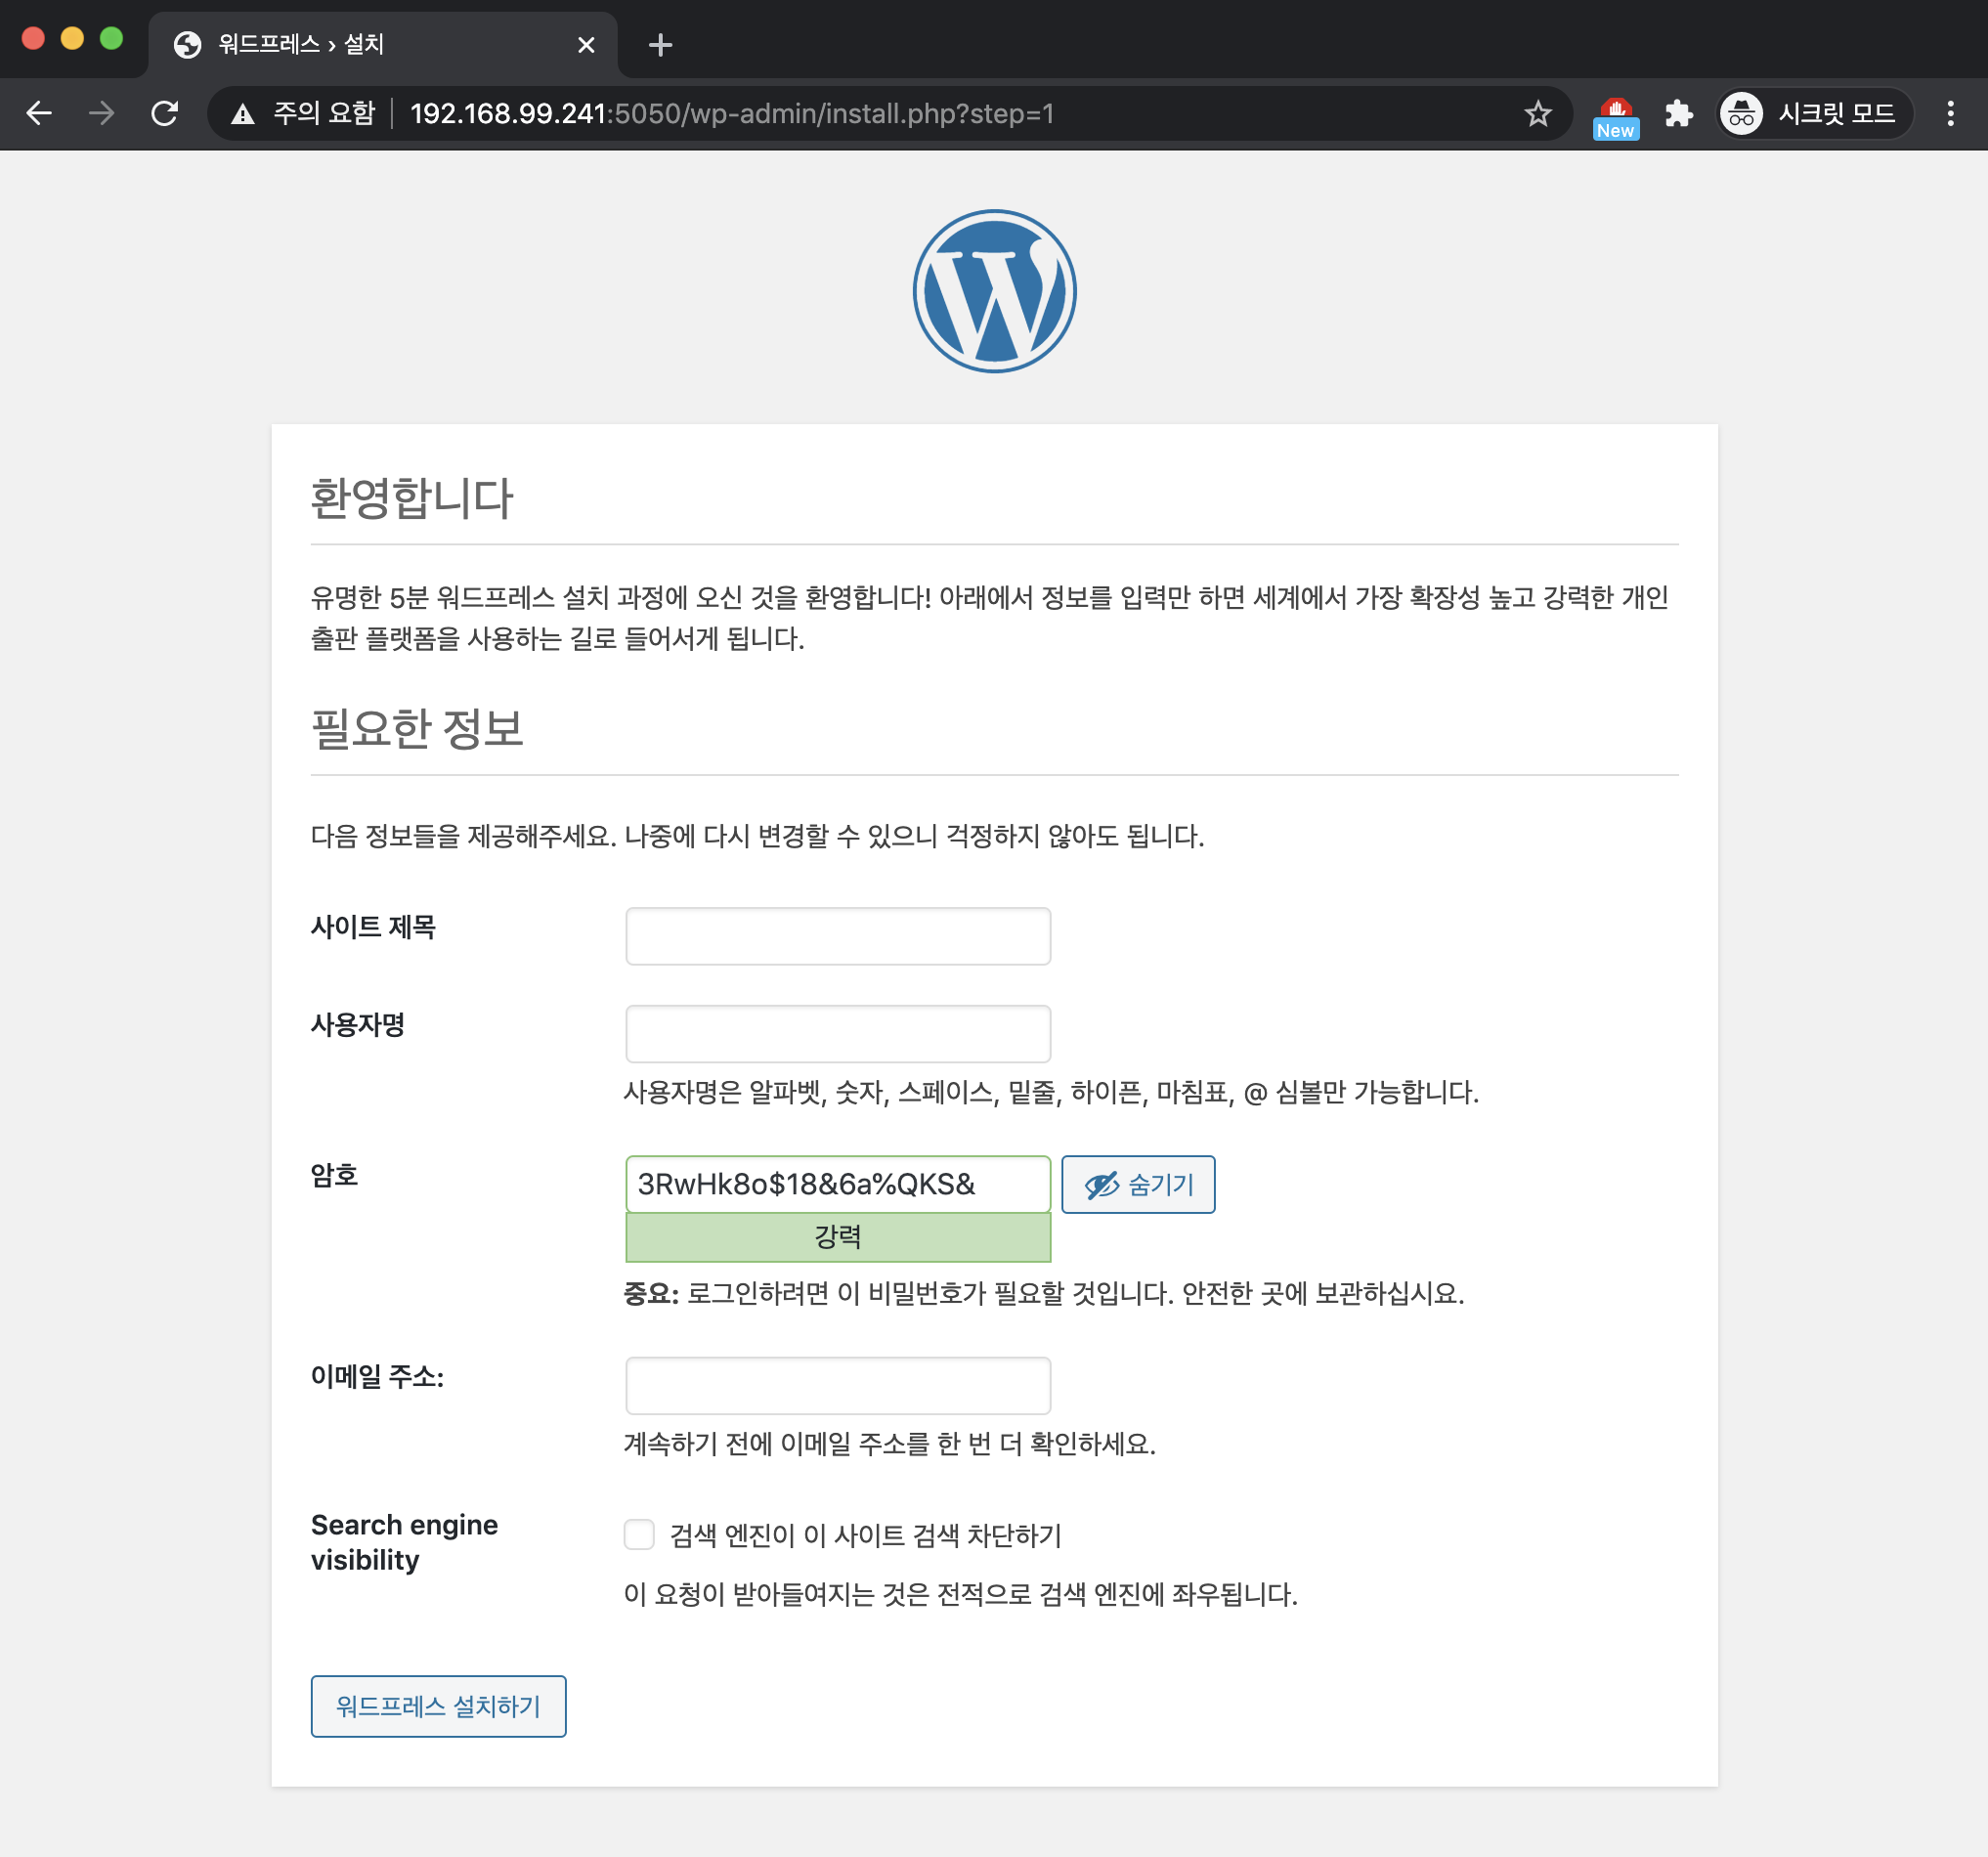 워드프레스 › 설치
주의 요함 192.168.99.241:5050/wp-admin/install.php?step=1
New
시크릿 모드
환영합니다
유명한 5분 워드프레스 설치 과정에 오신 것을 환영합니다! 아래에서 정보를 입력만 하면 세계에서 가장 확장성 높고 강력한 개인
출판 플랫폼을 사용하는 길로 들어서게 됩니다.
필요한 정보
다음 정보들을 제공해주세요. 나중에 다시 변경할 수 있으니 걱정하지 않아도 됩니다.
사이트 제목
사용자명
사용자명은 알파벳, 숫자, 스페이스, 밑줄, 하이픈, 마침표, @ 심볼만 가능합니다.
암호
3RwHk8o$18&6a%QKS&
숨기기
강력
중요: 로그인하려면 이 비밀번호가 필요할 것입니다. 안전한 곳에 보관하십시요.
이메일 주소:
계속하기 전에 이메일 주소를 한 번 더 확인하세요.
Search engine
visibility
검색 엔진이 이 사이트 검색 차단하기
이 요청이 받아들여지는 것은 전적으로 검색 엔진에 좌우됩니다.
워드프레스 설치하기